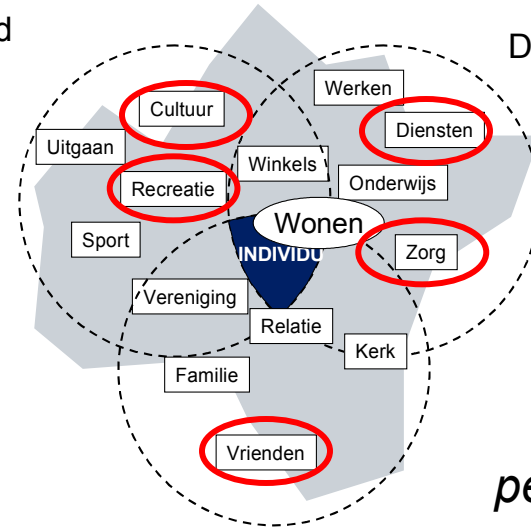 d
D
Werken
Cultuur
Diensten
Uitgaan
Winkels
Recreatie
Onderwijs
Wonen
Sport
INDIVIDU
Zorg
Vereniging
Relatie
Kerk
Familie
Vrienden
pe